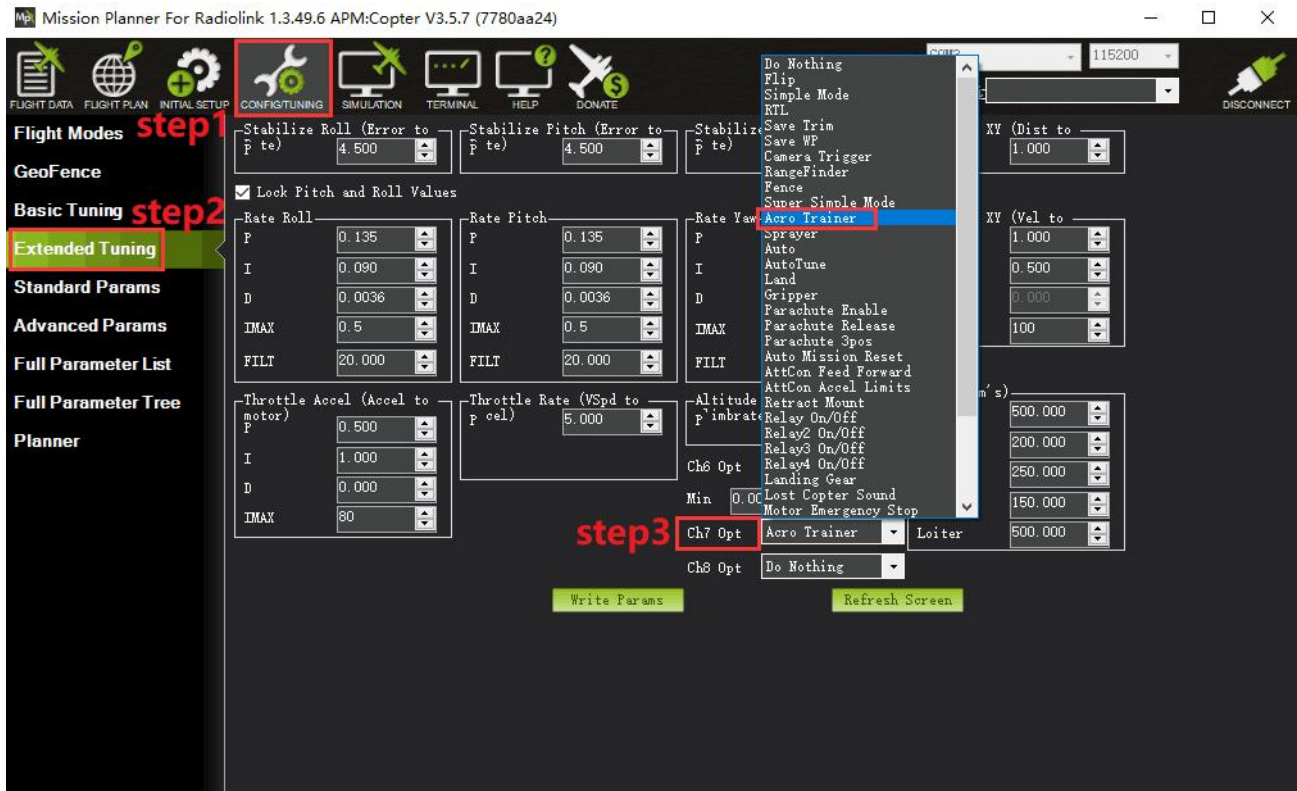 Mission Planner For Radiolink 1.3.49.6 APM:Copter V3.5.7 (7780aa24)
FLIGHT DATA FLIGHT PLAN INITIAL SETUP CONFIG/TUNING SIMULATION TERMINAL HELP DONATE
115200
DISCONNECT
step1
Flight Modes
GeoFence
Basic Tuning
step2
Extended Tuning
Standard Params
Advanced Params
Full Parameter List
Full Parameter Tree
Planner
Stabilize Roll (Error to
P te) 4.500
Stabilize Pitch (Error to
P te) 4.500
Stabilize
P te)
XY (Dist to
1.000
Lock Pitch and Roll Values
Rate Roll
P 0.135
I 0.090
D 0.0036
IMAX 0.5
FILT 20.000
Rate Pitch
P 0.135
I 0.090
D 0.0036
IMAX 0.5
FILT 20.000
Rate Yaw
P
I
D
IMAX
FILT
XY (Vel to
1.000
0.500
0.000
100
Throttle Accel (Accel to
motor)
P 0.500
I 1.000
D 0.000
IMAX 80
Throttle Rate (VSpd to
P cel) 5.000
Altitude
P imbrate
m's)
500.000
200.000
250.000
150.000
Loiter 500.000
Ch6 Opt
Min 0.00
step3
Ch7 Opt Acro Trainer
Ch8 Opt Do Nothing
Do Nothing
Flip
Simple Mode
RTL
Save Trim
Save WP
Camera Trigger
RangeFinder
Fence
Super Simple Mode
Acro Trainer
Sprayer
Auto
AutoTune
Land
Gripper
Parachute Enable
Parachute Release
Parachute 3pos
Auto Mission Reset
AttCon Feed Forward
AttCon Accel Limits
Retract Mount
Relay On/Off
Relay2 On/Off
Relay3 On/Off
Relay4 On/Off
Landing Gear
Lost Copter Sound
Motor Emergency Stop
Write Params
Refresh Screen